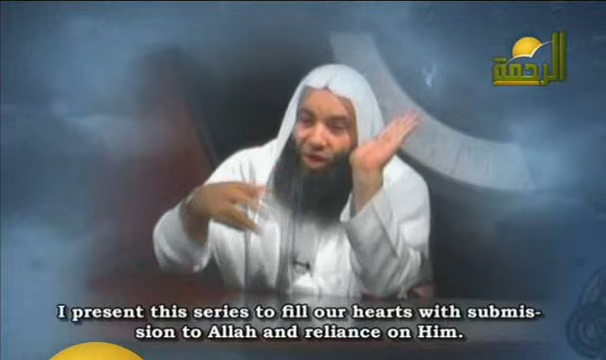 الرحمة
I present this series to fill our hearts with submis-
sion to Allah and reliance on Him.